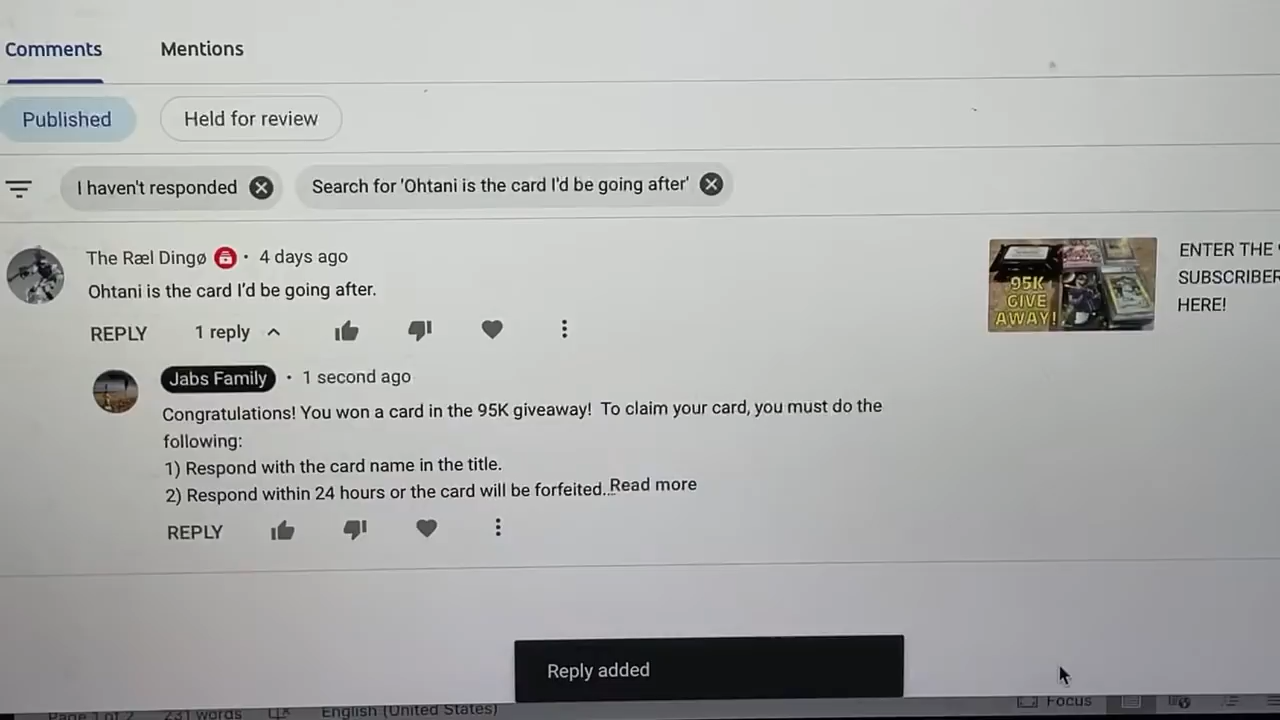 Comments Mentions
Published Held for review
I haven't responded Search for 'Ohtani is the card I'd be going after'
The Ræl Dingø · 4 days ago
Ohtani is the card I'd be going after.
REPLY 1 reply
ENTER THE
SUBSCRIBER
HERE!
95K
GIVE
AWAY!
Jabs Family · 1 second ago
Congratulations! You won a card in the 95K giveaway! To claim your card, you must do the
following:
1) Respond with the card name in the title.
2) Respond within 24 hours or the card will be forfeited...Read more
REPLY
Reply added
Page 1 of 2 231 words English (United States) Focus